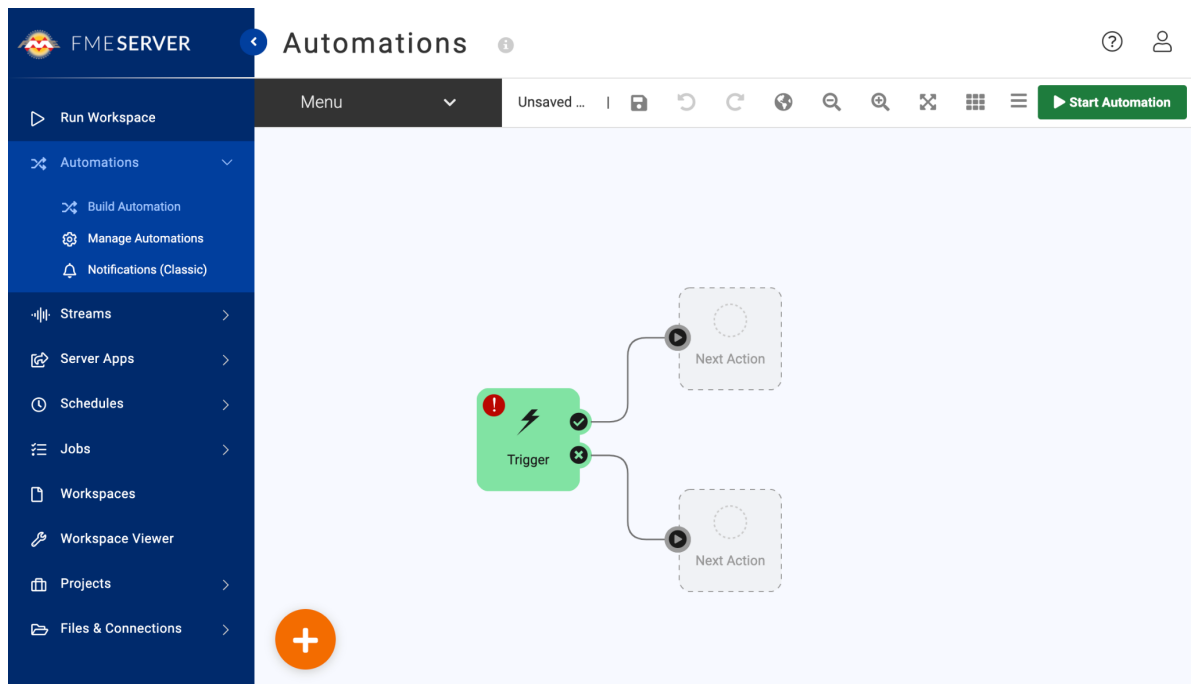 FMESERVER
Automations
Menu
Unsaved ... |
Start Automation
Run Workspace
Automations
Build Automation
Manage Automations
Notifications (Classic)
Streams
Server Apps
Schedules
Jobs
Workspaces
Workspace Viewer
Projects
Files & Connections
Next Action
Trigger
Next Action